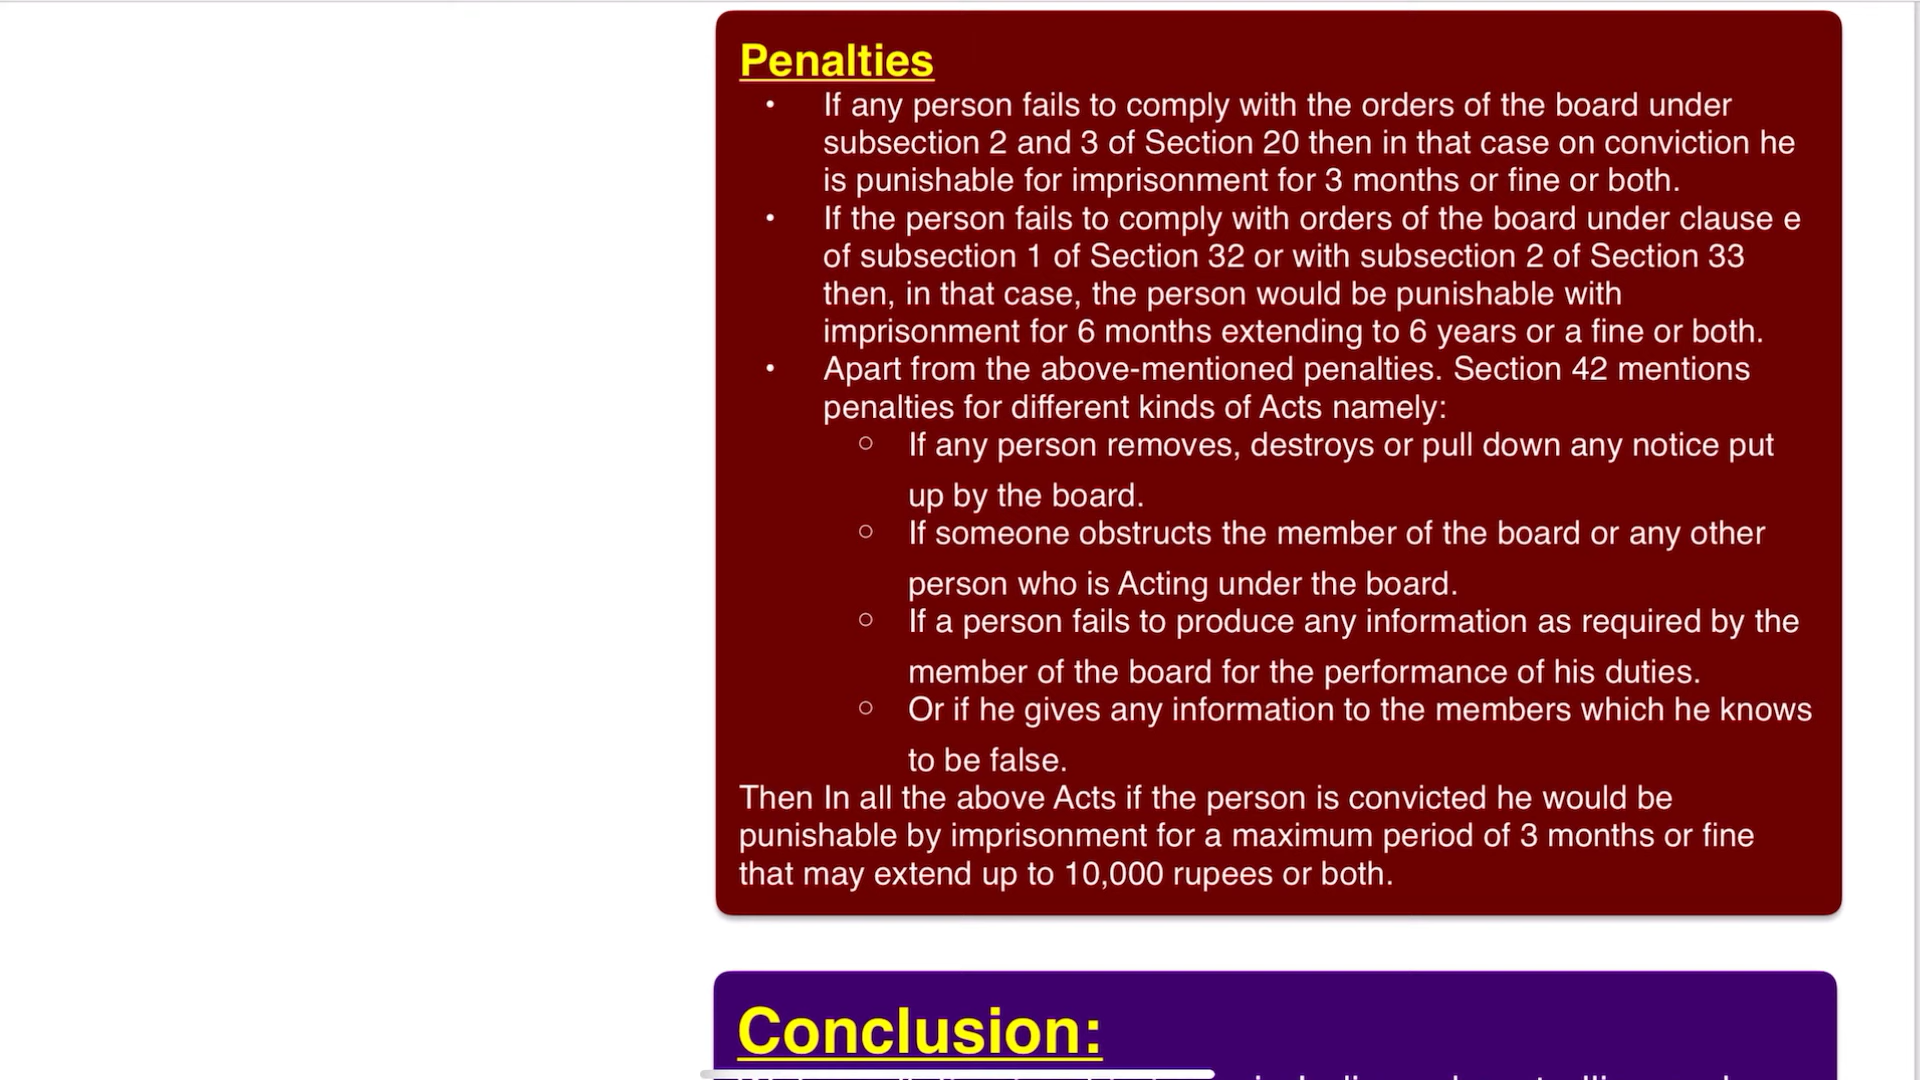 Penalties
• If any person fails to comply with the orders of the board under
subsection 2 and 3 of Section 20 then in that case on conviction he
is punishable for imprisonment for 3 months or fine or both.
• If the person fails to comply with orders of the board under clause e
of subsection 1 of Section 32 or with subsection 2 of Section 33
then, in that case, the person would be punishable with
imprisonment for 6 months extending to 6 years or a fine or both.
• Apart from the above-mentioned penalties. Section 42 mentions
penalties for different kinds of Acts namely:
○ If any person removes, destroys or pull down any notice put
up by the board.
○ If someone obstructs the member of the board or any other
person who is Acting under the board.
○ If a person fails to produce any information as required by the
member of the board for the performance of his duties.
○ Or if he gives any information to the members which he knows
to be false.
Then In all the above Acts if the person is convicted he would be
punishable by imprisonment for a maximum period of 3 months or fine
that may extend up to 10,000 rupees or both.
Conclusion: